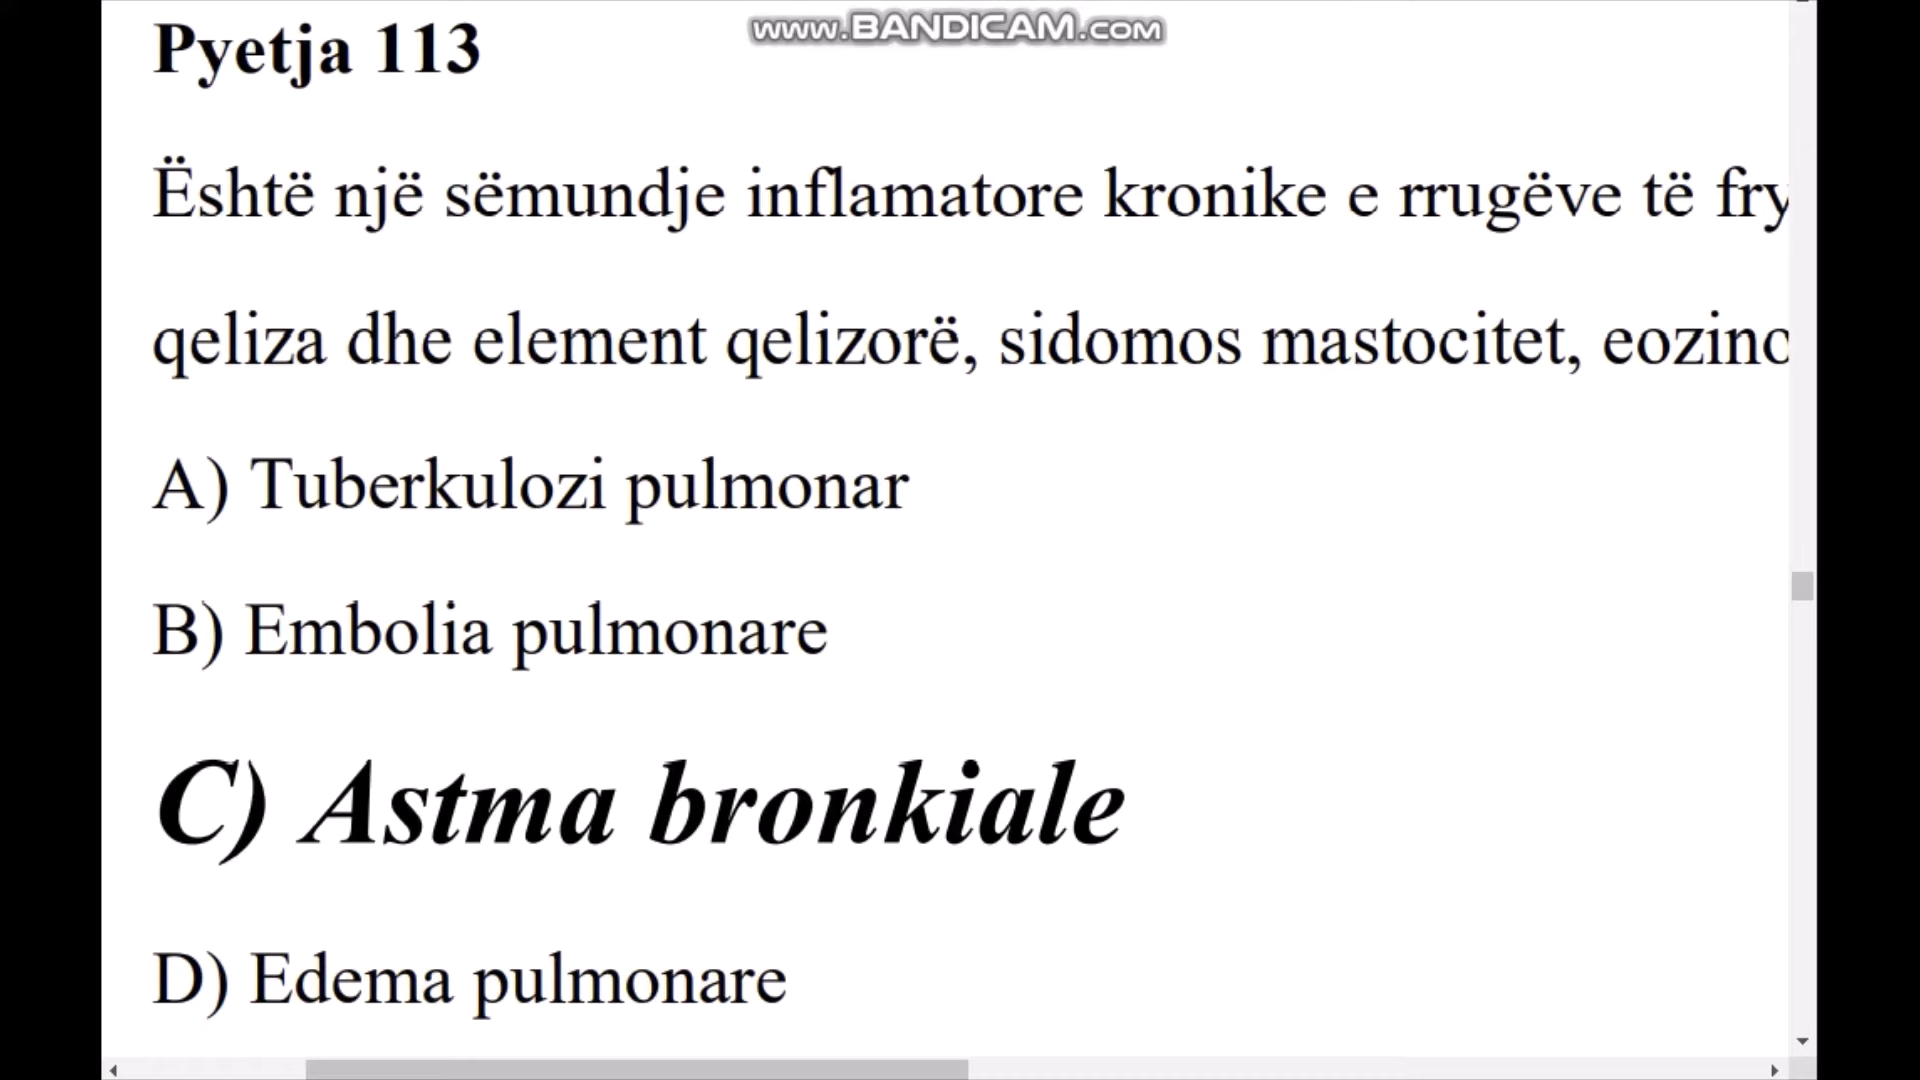 www.BANDICAM.com
Pyetja 113
Është një sëmundje inflamatore kronike e rrugëve të fry
qeliza dhe element qelizorë, sidomos mastocitet, eozino
A) Tuberkulozi pulmonar
B) Embolia pulmonare
C) Astma bronkiale
D) Edema pulmonare